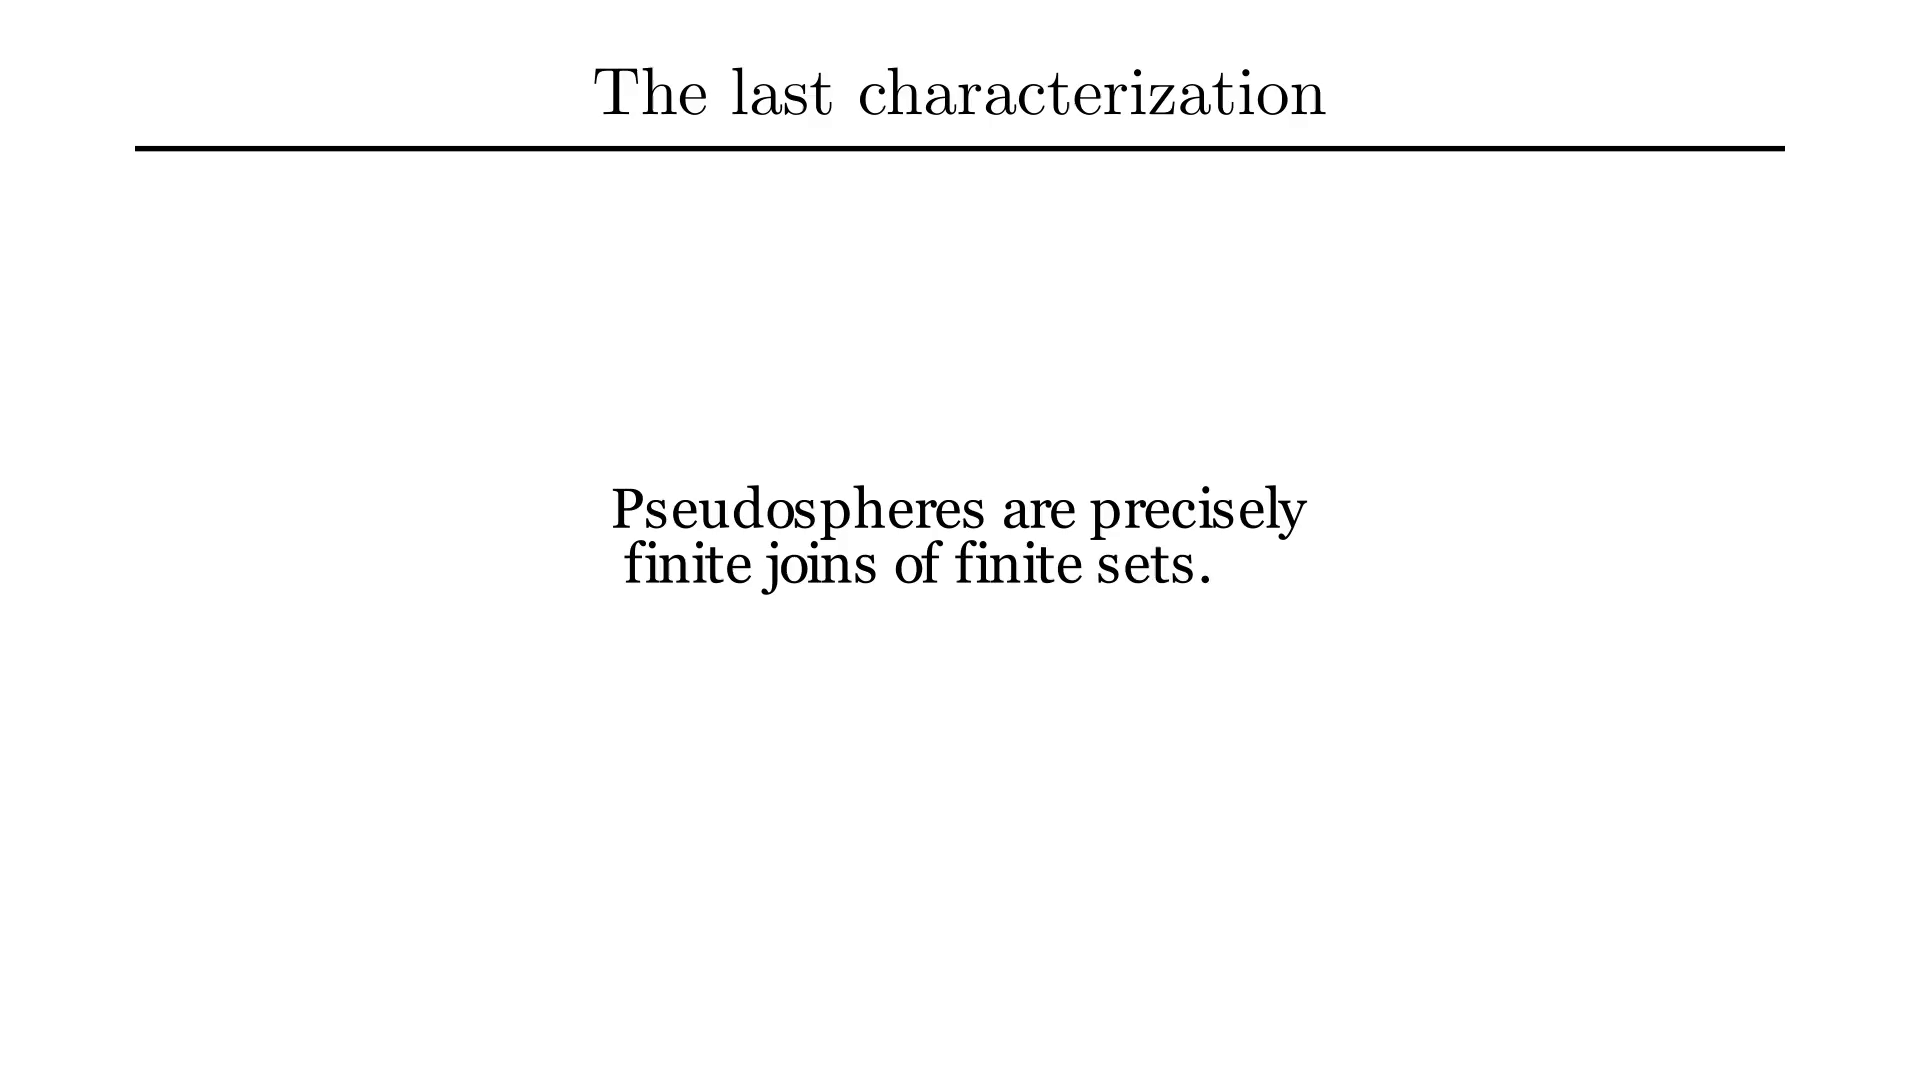 The last characterization
Pseudospheres are precisely
finite joins of finite sets.